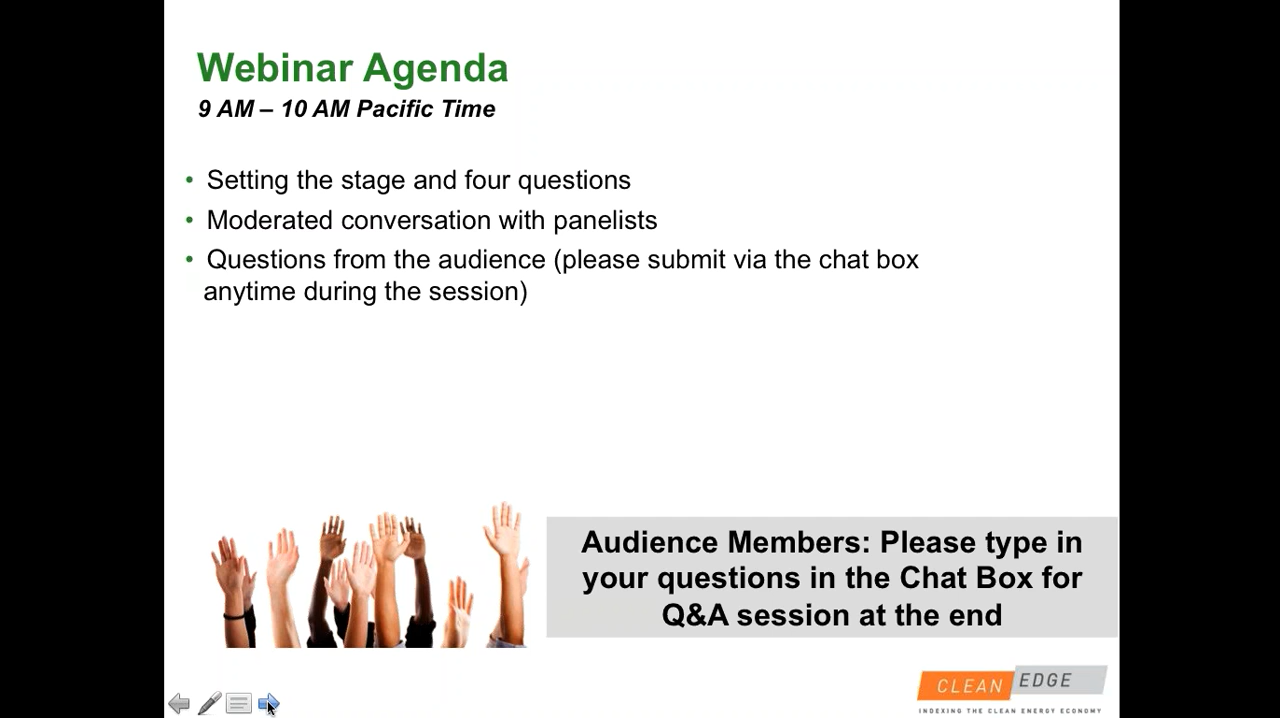 Webinar Agenda
9 AM – 10 AM Pacific Time
• Setting the stage and four questions
• Moderated conversation with panelists
• Questions from the audience (please submit via the chat box
anytime during the session)
Audience Members: Please type in
your questions in the Chat Box for
Q&A session at the end
CLEAN EDGE
INDEXING THE CLEAN ENERGY ECONOMY